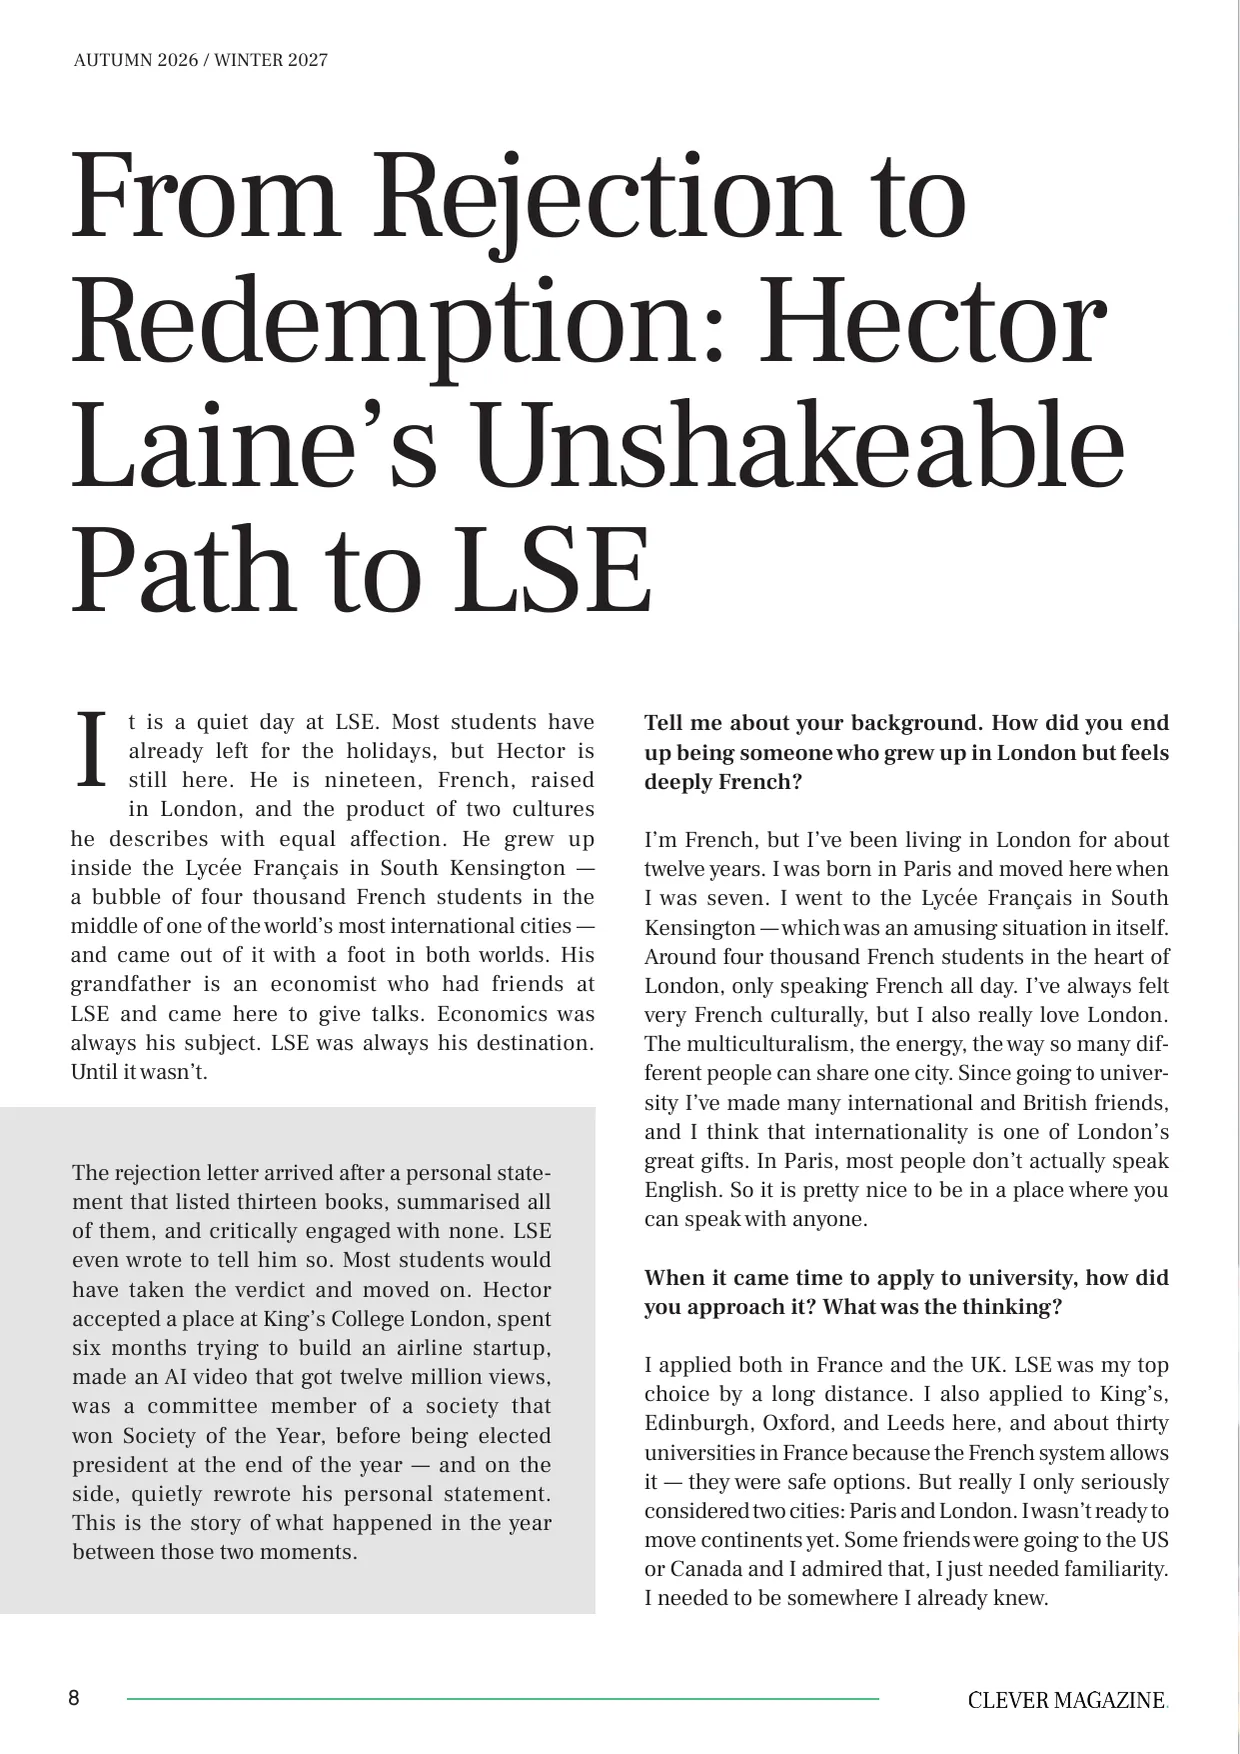 AUTUMN 2026 / WINTER 2027
From Rejection to
Redemption: Hector
Laine’s Unshakeable
Path to LSE
It is a quiet day at LSE. Most students have
already left for the holidays, but Hector is
still here. He is nineteen, French, raised
in London, and the product of two cultures
he describes with equal affection. He grew up
inside the Lycée Français in South Kensington —
a bubble of four thousand French students in the
middle of one of the world’s most international cities —
and came out of it with a foot in both worlds. His
grandfather is an economist who had friends at
LSE and came here to give talks. Economics was
always his subject. LSE was always his destination.
Until it wasn’t.
The rejection letter arrived after a personal state-
ment that listed thirteen books, summarised all
of them, and critically engaged with none. LSE
even wrote to tell him so. Most students would
have taken the verdict and moved on. Hector
accepted a place at King’s College London, spent
six months trying to build an airline startup,
made an AI video that got twelve million views,
was a committee member of a society that
won Society of the Year, before being elected
president at the end of the year — and on the
side, quietly rewrote his personal statement.
This is the story of what happened in the year
between those two moments.
Tell me about your background. How did you end
up being someone who grew up in London but feels
deeply French?
I’m French, but I’ve been living in London for about
twelve years. I was born in Paris and moved here when
I was seven. I went to the Lycée Français in South
Kensington — which was an amusing situation in itself.
Around four thousand French students in the heart of
London, only speaking French all day. I’ve always felt
very French culturally, but I also really love London.
The multiculturalism, the energy, the way so many dif-
ferent people can share one city. Since going to univer-
sity I’ve made many international and British friends,
and I think that internationality is one of London’s
great gifts. In Paris, most people don’t actually speak
English. So it is pretty nice to be in a place where you
can speak with anyone.
When it came time to apply to university, how did
you approach it? What was the thinking?
I applied both in France and the UK. LSE was my top
choice by a long distance. I also applied to King’s,
Edinburgh, Oxford, and Leeds here, and about thirty
universities in France because the French system allows
it — they were safe options. But really I only seriously
considered two cities: Paris and London. I wasn’t ready to
move continents yet. Some friends were going to the US
or Canada and I admired that, I just needed familiarity.
I needed to be somewhere I already knew.
8
CLEVER MAGAZINE.